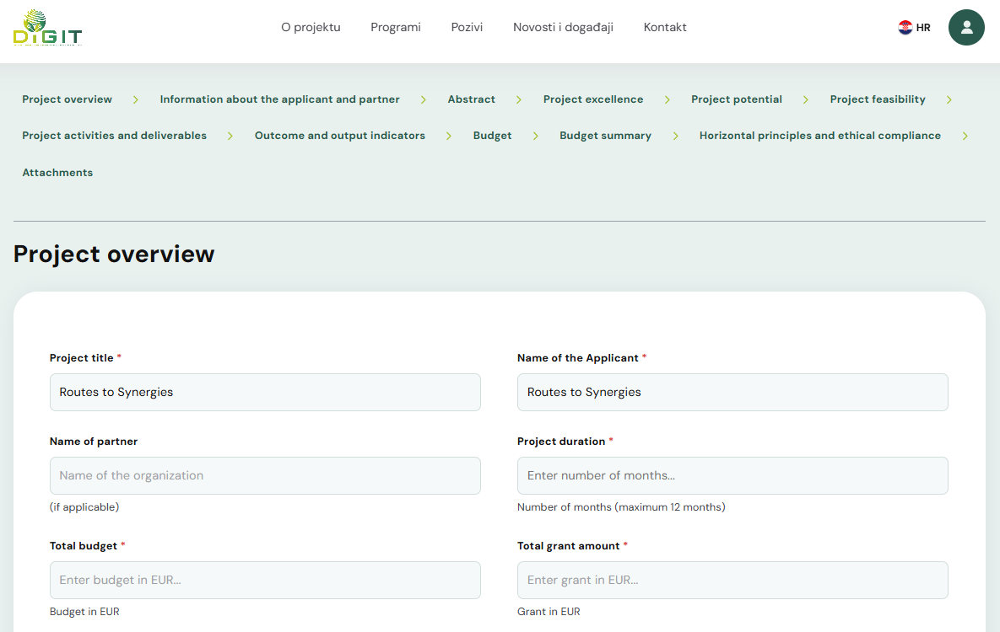 DIGIT
O projektu Programi Pozivi Novosti i događaji Kontakt HR
Project overview Information about the applicant and partner Abstract Project excellence Project potential Project feasibility
Project activities and deliverables Outcome and output indicators Budget Budget summary Horizontal principles and ethical compliance
Attachments
Project overview
Project title * Name of the Applicant *
Routes to Synergies Routes to Synergies
Name of partner Project duration *
Name of the organization Enter number of months...
(if applicable) Number of months (maximum 12 months)
Total budget * Total grant amount *
Enter budget in EUR... Enter grant in EUR...
Budget in EUR Grant in EUR